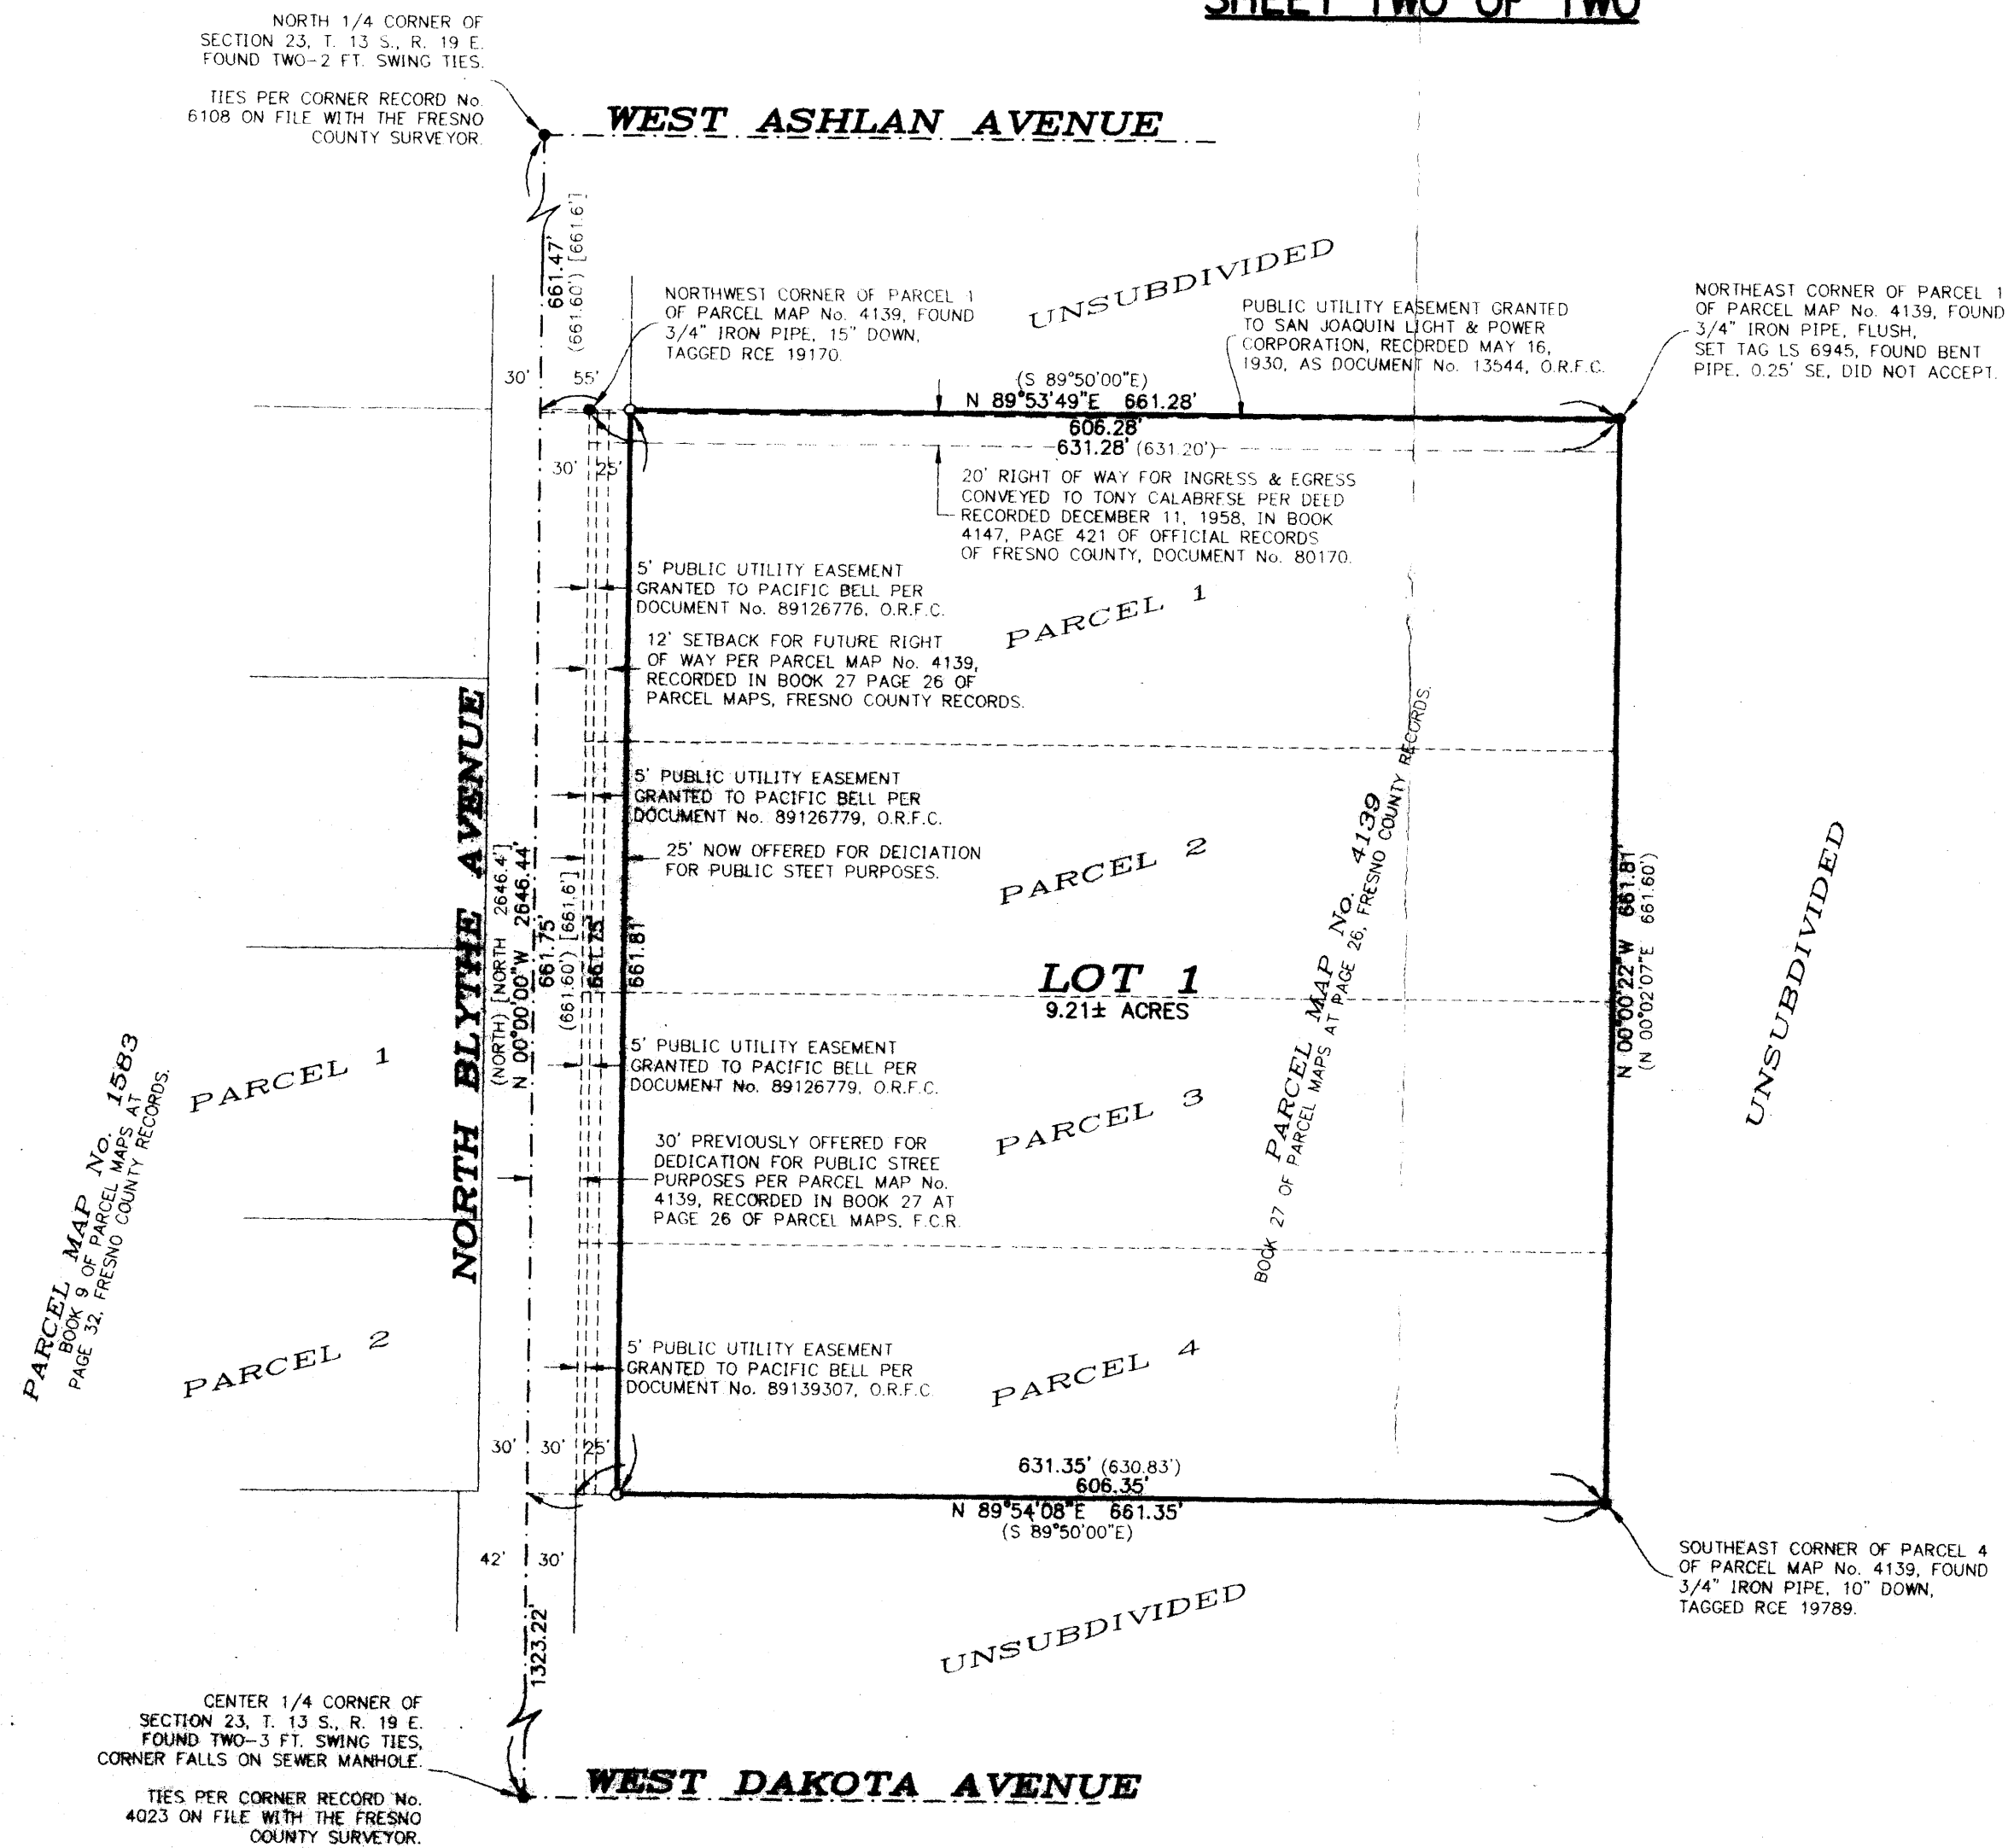 SHEET TWO OF TWO
NORTH 1/4 CORNER OF
SECTION 23, T. 13 S., R. 19 E.
FOUND TWO-2 FT. SWING TIES.
TIES PER CORNER RECORD No.
6108 ON FILE WITH THE FRESNO
COUNTY SURVEYOR.
WEST ASHLAN AVENUE
661.47'
(661.60') [661.6']
30'
55'
NORTHWEST CORNER OF PARCEL 1
OF PARCEL MAP No. 4139, FOUND
3/4" IRON PIPE, 15" DOWN,
TAGGED RCE 19170.
UNSUBDIVIDED
PUBLIC UTILITY EASEMENT GRANTED
TO SAN JOAQUIN LIGHT & POWER
CORPORATION, RECORDED MAY 16,
1930, AS DOCUMENT No. 13544, O.R.F.C.
NORTHEAST CORNER OF PARCEL 1
OF PARCEL MAP No. 4139, FOUND
3/4" IRON PIPE, FLUSH,
SET TAG LS 6945, FOUND BENT
PIPE, 0.25' SE, DID NOT ACCEPT.
(S 89°50'00"E)
N 89°53'49"E 661.28'
606.28'
631.28' (631.20')
30'
25'
20' RIGHT OF WAY FOR INGRESS & EGRESS
CONVEYED TO TONY CALABRESE PER DEED
RECORDED DECEMBER 11, 1958, IN BOOK
4147, PAGE 421 OF OFFICIAL RECORDS
OF FRESNO COUNTY, DOCUMENT No. 80170.
5' PUBLIC UTILITY EASEMENT
GRANTED TO PACIFIC BELL PER
DOCUMENT No. 89126776, O.R.F.C.
PARCEL 1
12' SETBACK FOR FUTURE RIGHT
OF WAY PER PARCEL MAP No. 4139,
RECORDED IN BOOK 27 PAGE 26 OF
PARCEL MAPS, FRESNO COUNTY RECORDS.
5' PUBLIC UTILITY EASEMENT
GRANTED TO PACIFIC BELL PER
DOCUMENT No. 89126779, O.R.F.C.
25' NOW OFFERED FOR DEICIATION
FOR PUBLIC STEET PURPOSES.
PARCEL 2
NORTH BLYTHE AVENUE
(NORTH) [NORTH 2646.4']
N 00°00'00"W 2646.44'
661.75'
(661.60') [661.6']
661.75'
661.81'
LOT 1
9.21± ACRES
PARCEL MAP No. 4139
BOOK 27 OF PARCEL MAPS AT PAGE 26, FRESNO COUNTY RECORDS.
N 00°00'22"W 661.81'
(N 00°02'07"E 661.60')
UNSUBDIVIDED
PARCEL MAP No. 1583
BOOK 9 OF PARCEL MAPS AT
PAGE 32, FRESNO COUNTY RECORDS.
PARCEL 1
5' PUBLIC UTILITY EASEMENT
GRANTED TO PACIFIC BELL PER
DOCUMENT No. 89126779, O.R.F.C.
PARCEL 3
30' PREVIOUSLY OFFERED FOR
DEDICATION FOR PUBLIC STREE
PURPOSES PER PARCEL MAP No.
4139, RECORDED IN BOOK 27 AT
PAGE 26 OF PARCEL MAPS, F.C.R.
PARCEL 2
5' PUBLIC UTILITY EASEMENT
GRANTED TO PACIFIC BELL PER
DOCUMENT No. 89139307, O.R.F.C.
PARCEL 4
30'
30'
25'
631.35' (630.83')
606.35'
N 89°54'08"E 661.35'
(S 89°50'00"E)
42'
30'
1323.22'
SOUTHEAST CORNER OF PARCEL 4
OF PARCEL MAP No. 4139, FOUND
3/4" IRON PIPE, 10" DOWN,
TAGGED RCE 19789.
UNSUBDIVIDED
CENTER 1/4 CORNER OF
SECTION 23, T. 13 S., R. 19 E.
FOUND TWO-3 FT. SWING TIES,
CORNER FALLS ON SEWER MANHOLE.
TIES PER CORNER RECORD No.
4023 ON FILE WITH THE FRESNO
COUNTY SURVEYOR.
WEST DAKOTA AVENUE